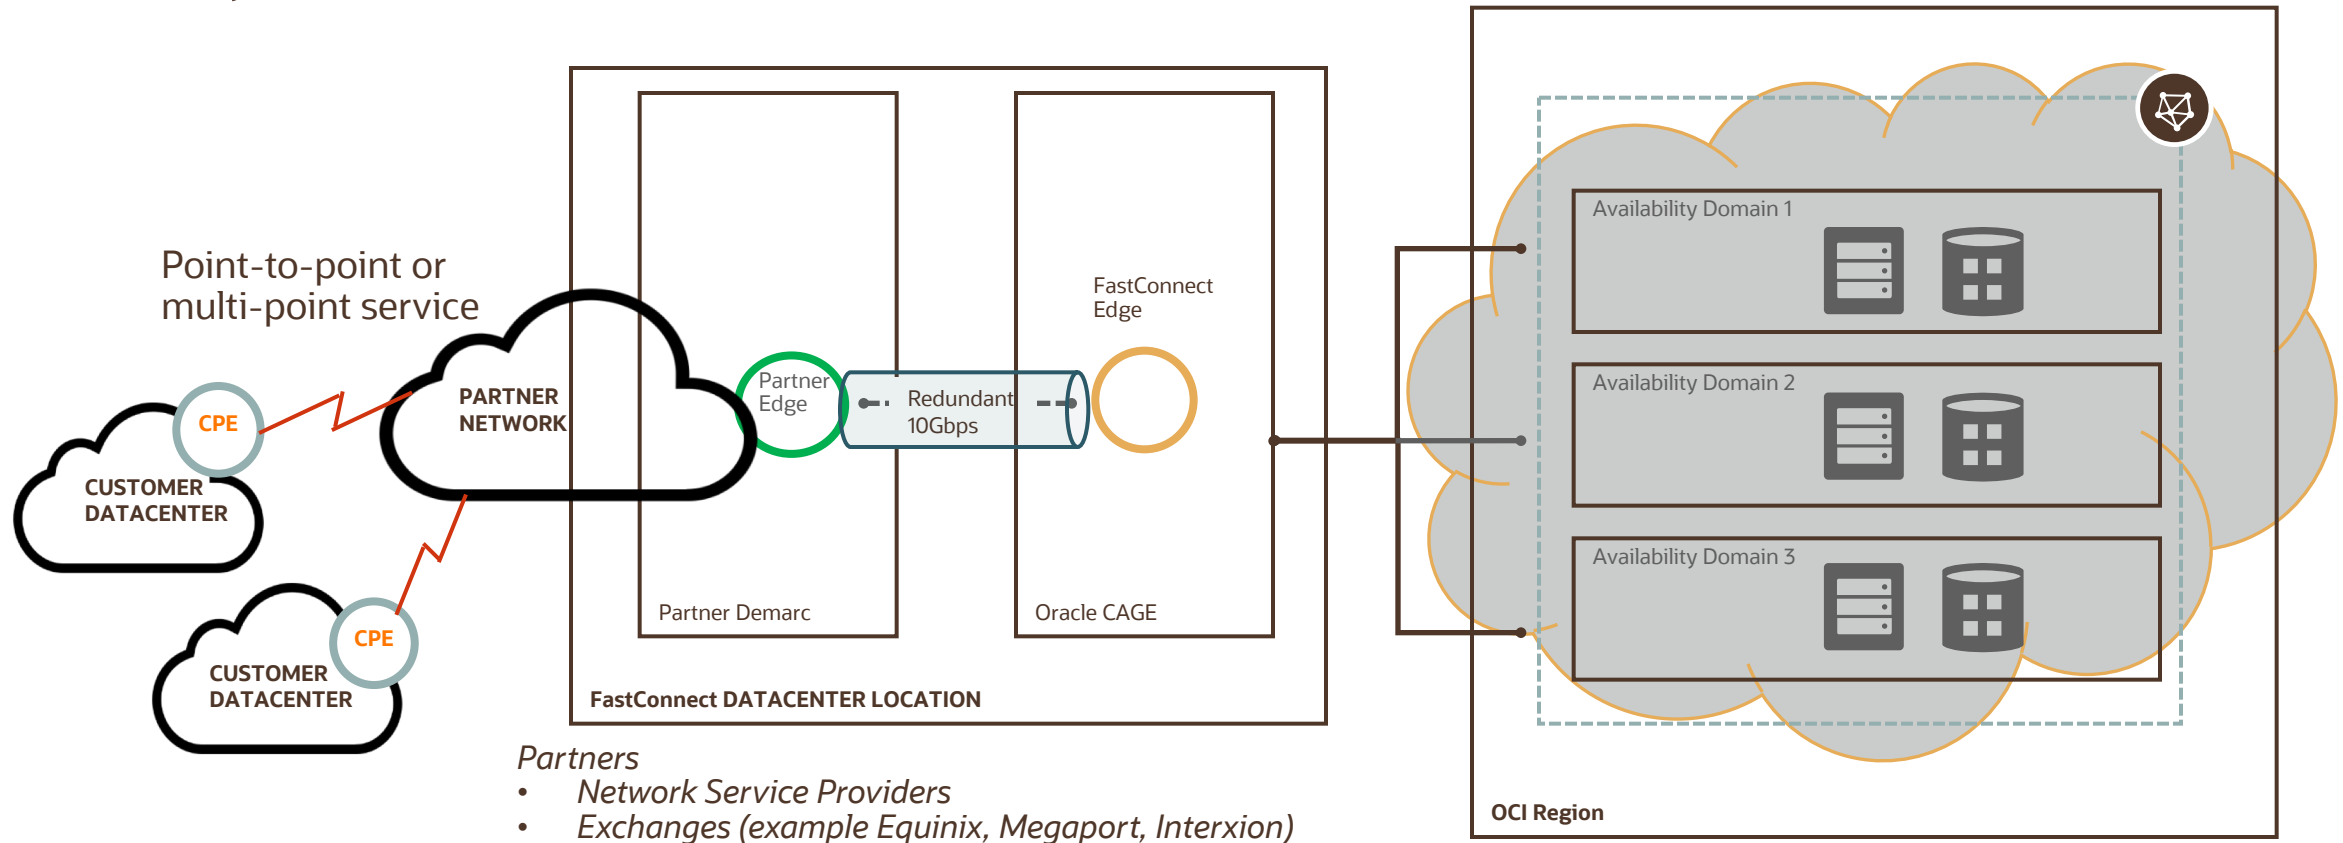 Point-to-point or
multi-point service
CPE
CUSTOMER
DATACENTER
CPE
CUSTOMER
DATACENTER
PARTNER
NETWORK
Partner
Edge
Redundant
10Gbps
FastConnect
Edge
Partner Demarc
Oracle CAGE
FastConnect DATACENTER LOCATION
Partners
• Network Service Providers
• Exchanges (example Equinix, Megaport, Interxion)
Availability Domain 1
Availability Domain 2
Availability Domain 3
OCI Region